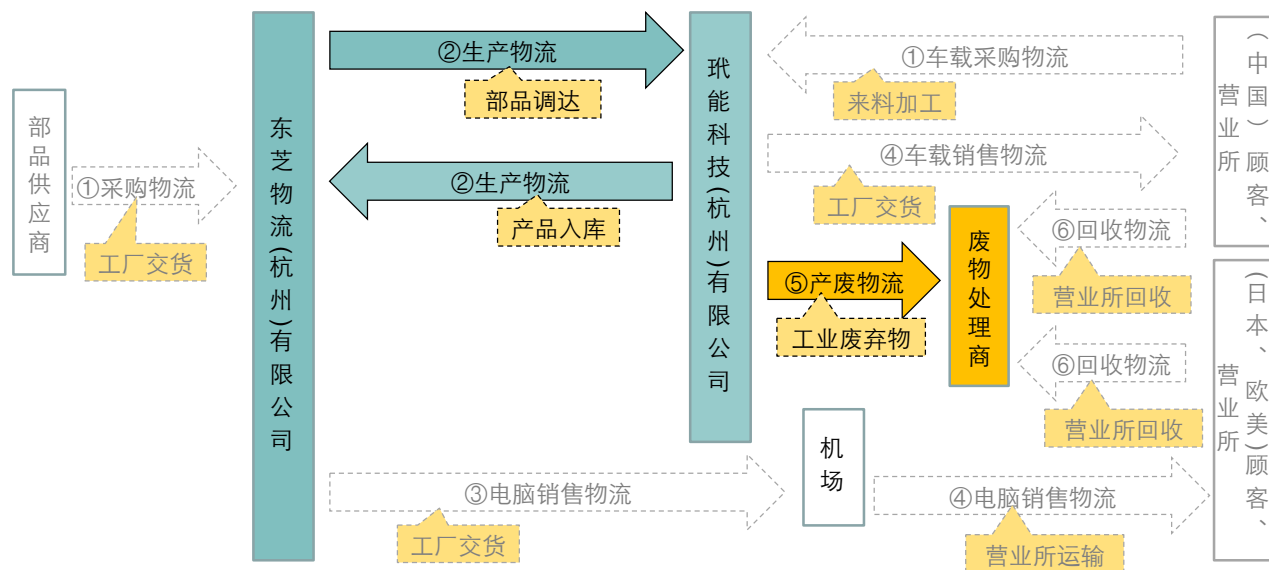 部品供应商
①采购物流
工厂交货
东芝物流(杭州)有限公司
②生产物流
部品调达
②生产物流
产品入库
玳能科技(杭州)有限公司
①车载采购物流
来料加工
④车载销售物流
工厂交货
⑤产废物流
工业废弃物
废物处理商
⑥回收物流
营业所回收
⑥回收物流
营业所回收
(中国)顾客、
营业所
(日本、欧美)顾客、
营业所
③电脑销售物流
工厂交货
机场
④电脑销售物流
营业所运输